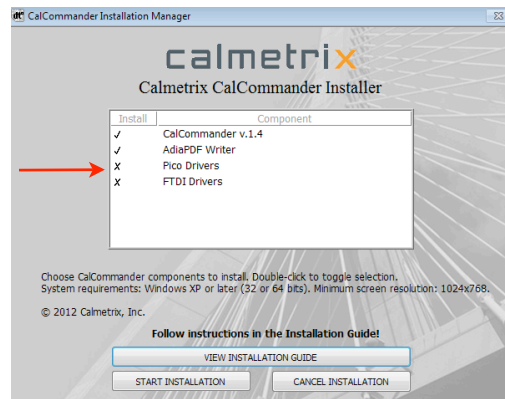 CalCommander Installation Manager
calmetrix
Calmetrix CalCommander Installer
Install Component
✓ CalCommander v.1.4
✓ AdiaPDF Writer
x Pico Drivers
x FTDI Drivers
Choose CalCommander components to install. Double-click to toggle selection.
System requirements: Windows XP or later (32 or 64 bits). Minimum screen resolution: 1024x768.
© 2012 Calmetrix, Inc.
Follow instructions in the Installation Guide!
VIEW INSTALLATION GUIDE
START INSTALLATION CANCEL INSTALLATION